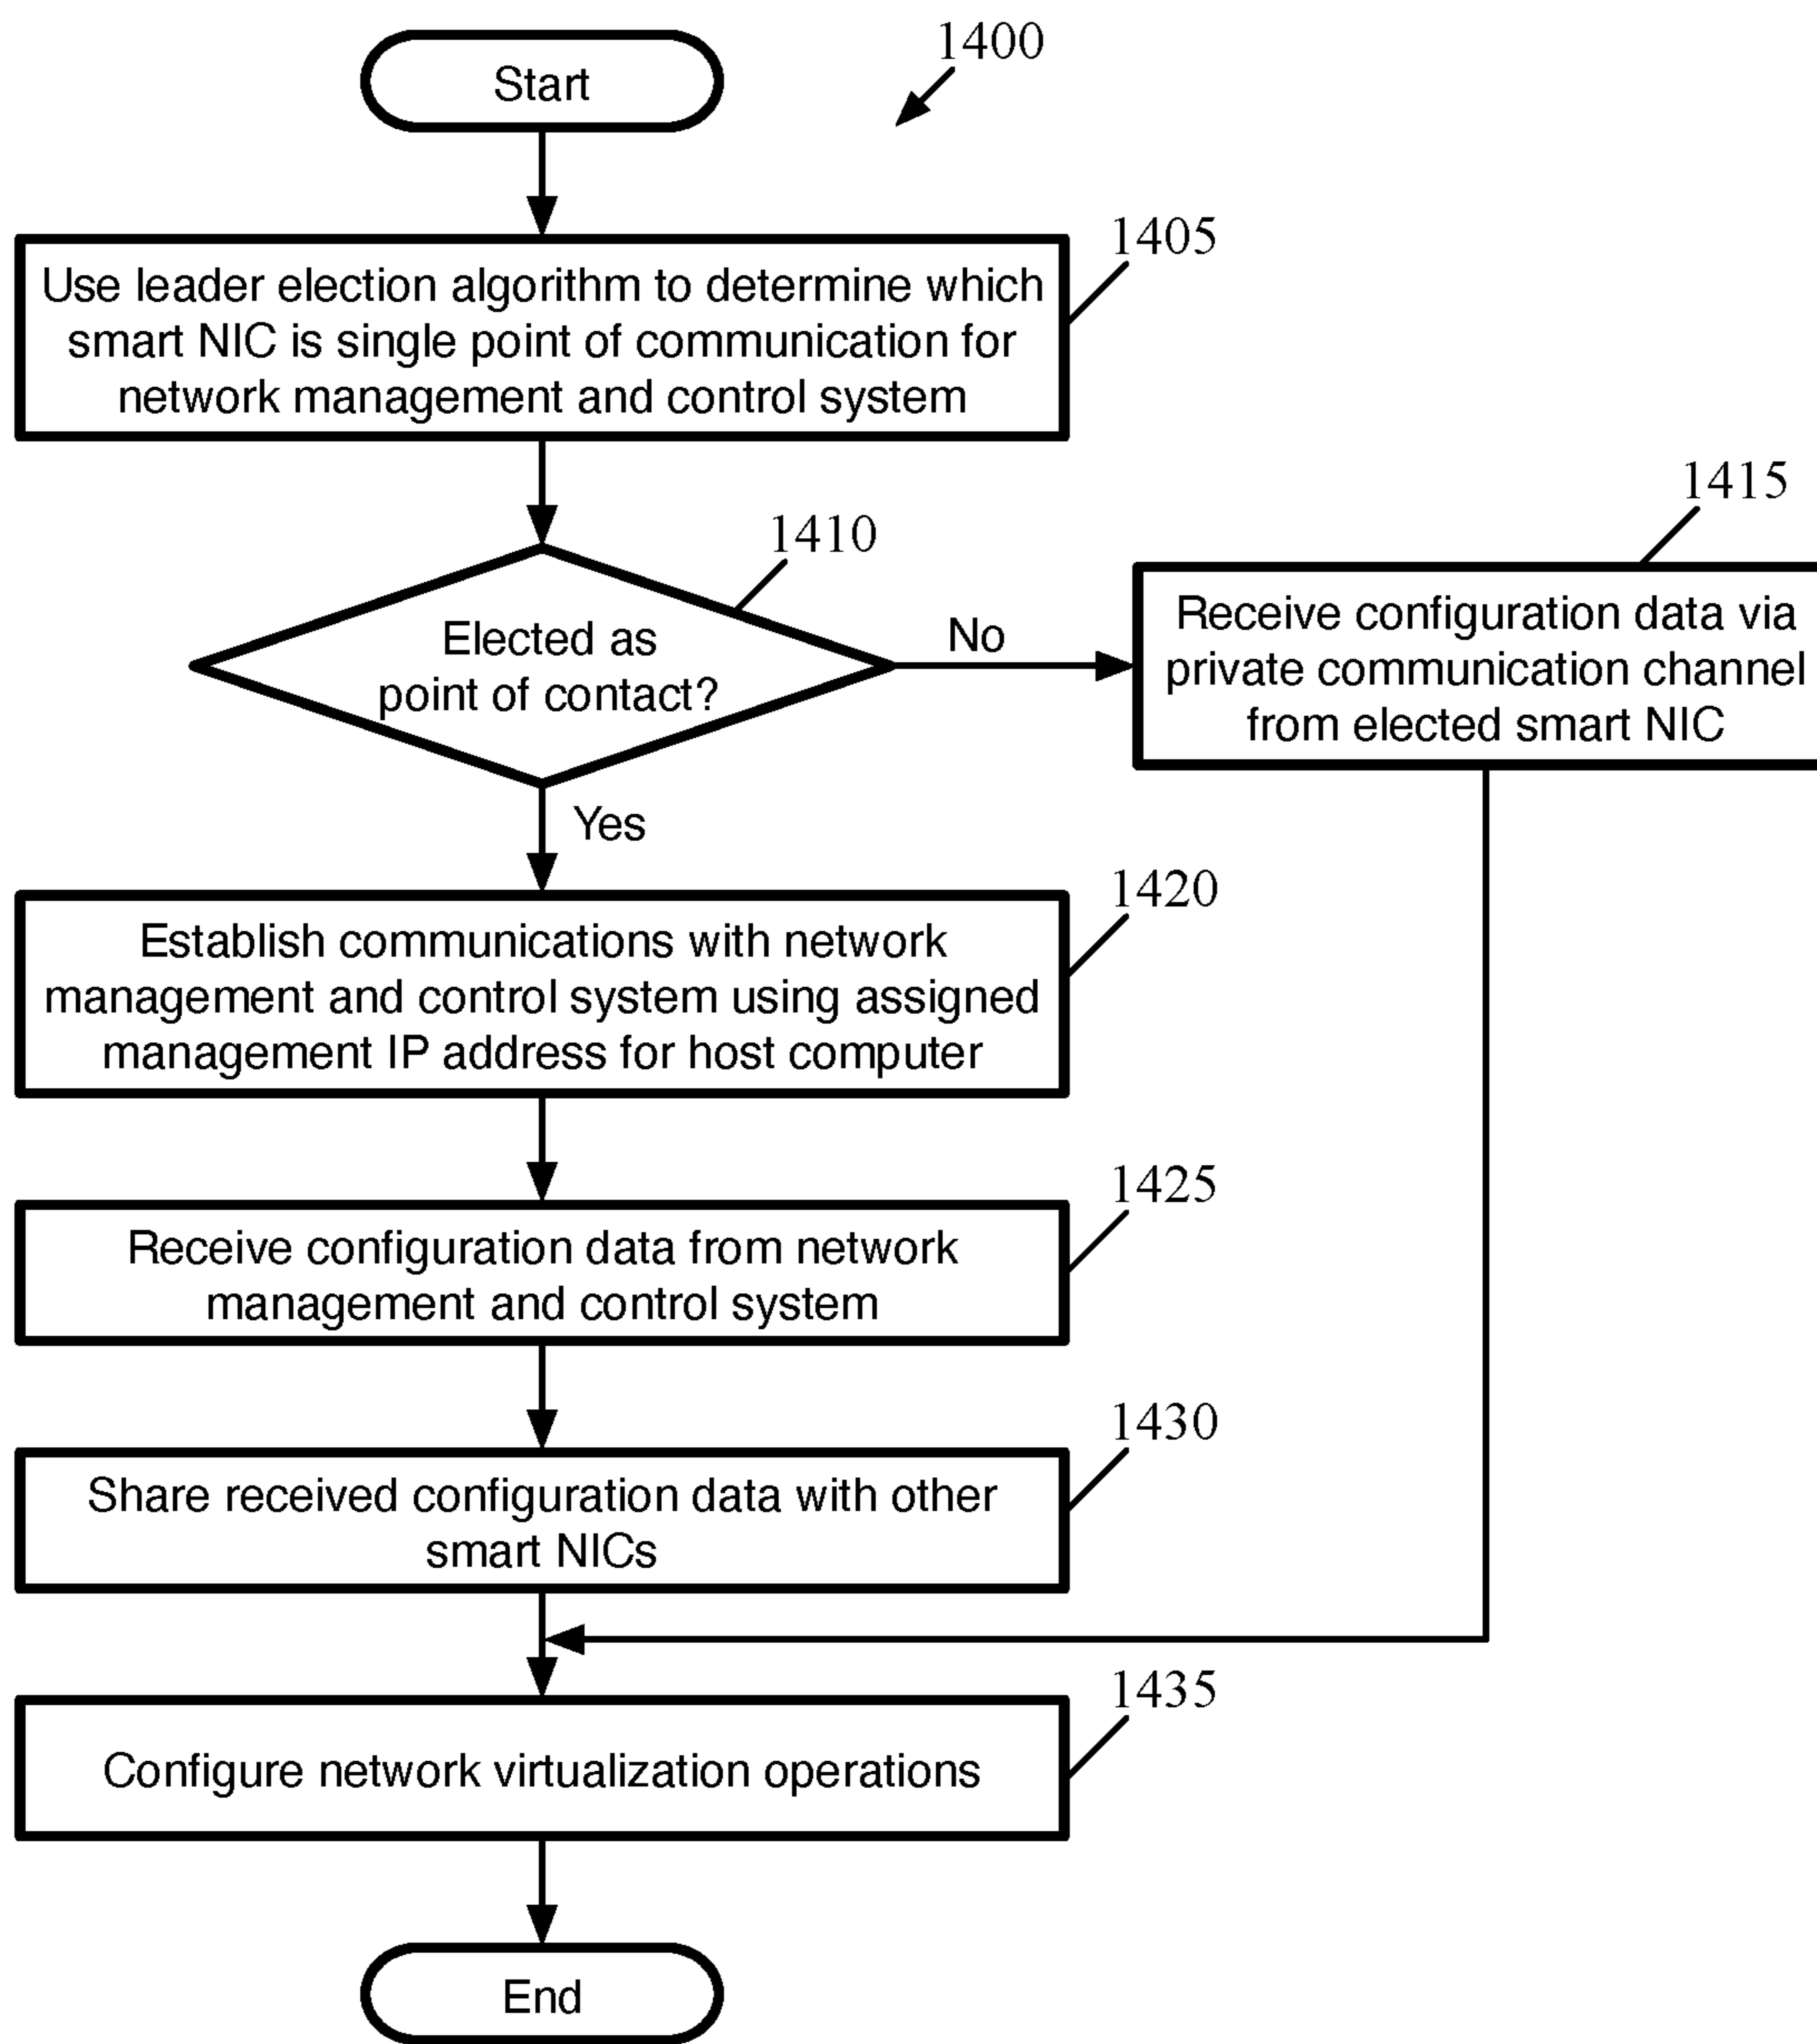 1400
Start
1405
Use leader election algorithm to determine which
smart NIC is single point of communication for
network management and control system
1410
Elected as
point of contact?
No
1415
Receive configuration data via
private communication channel
from elected smart NIC
Yes
1420
Establish communications with network
management and control system using assigned
management IP address for host computer
1425
Receive configuration data from network
management and control system
1430
Share received configuration data with other
smart NICs
1435
Configure network virtualization operations
End